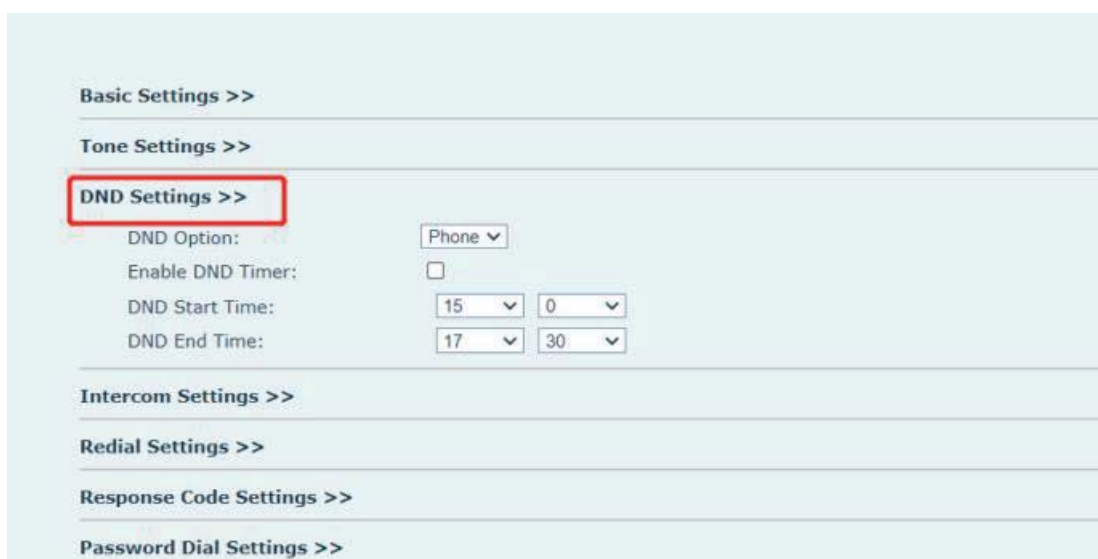 Basic Settings >>
Tone Settings >>
DND Settings >>
DND Option: Phone
Enable DND Timer:
DND Start Time: 15 0
DND End Time: 17 30
Intercom Settings >>
Redial Settings >>
Response Code Settings >>
Password Dial Settings >>